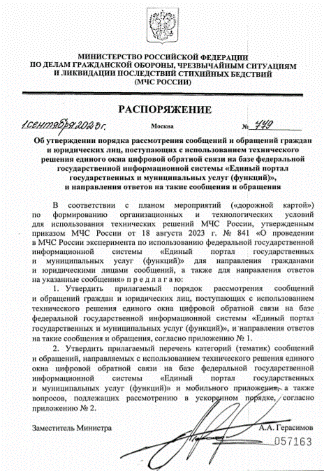 МИНИСТЕРСТВО РОССИЙСКОЙ ФЕДЕРАЦИИ
ПО ДЕЛАМ ГРАЖДАНСКОЙ ОБОРОНЫ, ЧРЕЗВЫЧАЙНЫМ СИТУАЦИЯМ
И ЛИКВИДАЦИИ ПОСЛЕДСТВИЙ СТИХИЙНЫХ БЕДСТВИЙ
(МЧС РОССИИ)
РАСПОРЯЖЕНИЕ
1 сентября 2023г. Москва № 779
Об утверждении порядка рассмотрения сообщений и обращений граждан
и юридических лиц, поступающих с использованием технического
решения единого окна цифровой обратной связи на базе федеральной
государственной информационной системы «Единый портал
государственных и муниципальных услуг (функций)»,
и направления ответов на такие сообщения и обращения
В соответствии с планом мероприятий («дорожной картой»)
по формированию организационных и технологических условий
для использования технических решений МЧС России, утвержденным
приказом МЧС России от 18 августа 2023 г. № 841 «О проведении
в МЧС России эксперимента по использованию федеральной государственной
информационной системы «Единый портал государственных
и муниципальных услуг (функций)» для направления гражданами
и юридическими лицами сообщений, а также для направления ответов
на указанные сообщения» п р е д л а г а ю:
1. Утвердить прилагаемый порядок рассмотрения сообщений
и обращений граждан и юридических лиц, поступающих с использованием
технического решения единого окна цифровой обратной связи на базе
федеральной государственной информационной системы «Единый портал
государственных и муниципальных услуг (функций)», и направления ответов
на такие сообщения и обращения, согласно приложению № 1.
2. Утвердить прилагаемый перечень категорий (тематик) сообщений
и обращений, направляемых с использованием технического решения единого
окна цифровой обратной связи на базе федеральной государственной
информационной системы «Единый портал государственных
и муниципальных услуг (функций)» и мобильного приложения, а также
вопросов, подлежащих рассмотрению в ускоренном порядке, согласно
приложению № 2.
Заместитель Министра А.А. Герасимов
057163